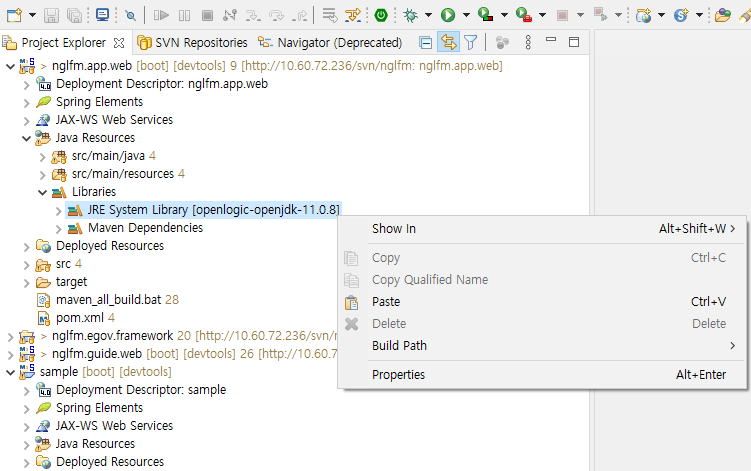 Project Explorer SVN Repositories Navigator (Deprecated)
> nglfm.app.web [boot] [devtools] 9 [http://10.60.72.236/svn/nglfm: nglfm.app.web]
Deployment Descriptor: nglfm.app.web
Spring Elements
JAX-WS Web Services
Java Resources
src/main/java 4
src/main/resources 4
Libraries
JRE System Library [openlogic-openjdk-11.0.8]
Maven Dependencies
Deployed Resources
src 4
target
maven_all_build.bat 28
pom.xml 4
> nglfm.egov.framework 20 [http://10.60.72.236/svn/
> nglfm.guide.web [boot] [devtools] 26 [http://10.60.7
sample [boot] [devtools]
Deployment Descriptor: sample
Spring Elements
JAX-WS Web Services
Java Resources
Deployed Resources
Show In Alt+Shift+W >
Copy Ctrl+C
Copy Qualified Name
Paste Ctrl+V
Delete Delete
Build Path >
Properties Alt+Enter